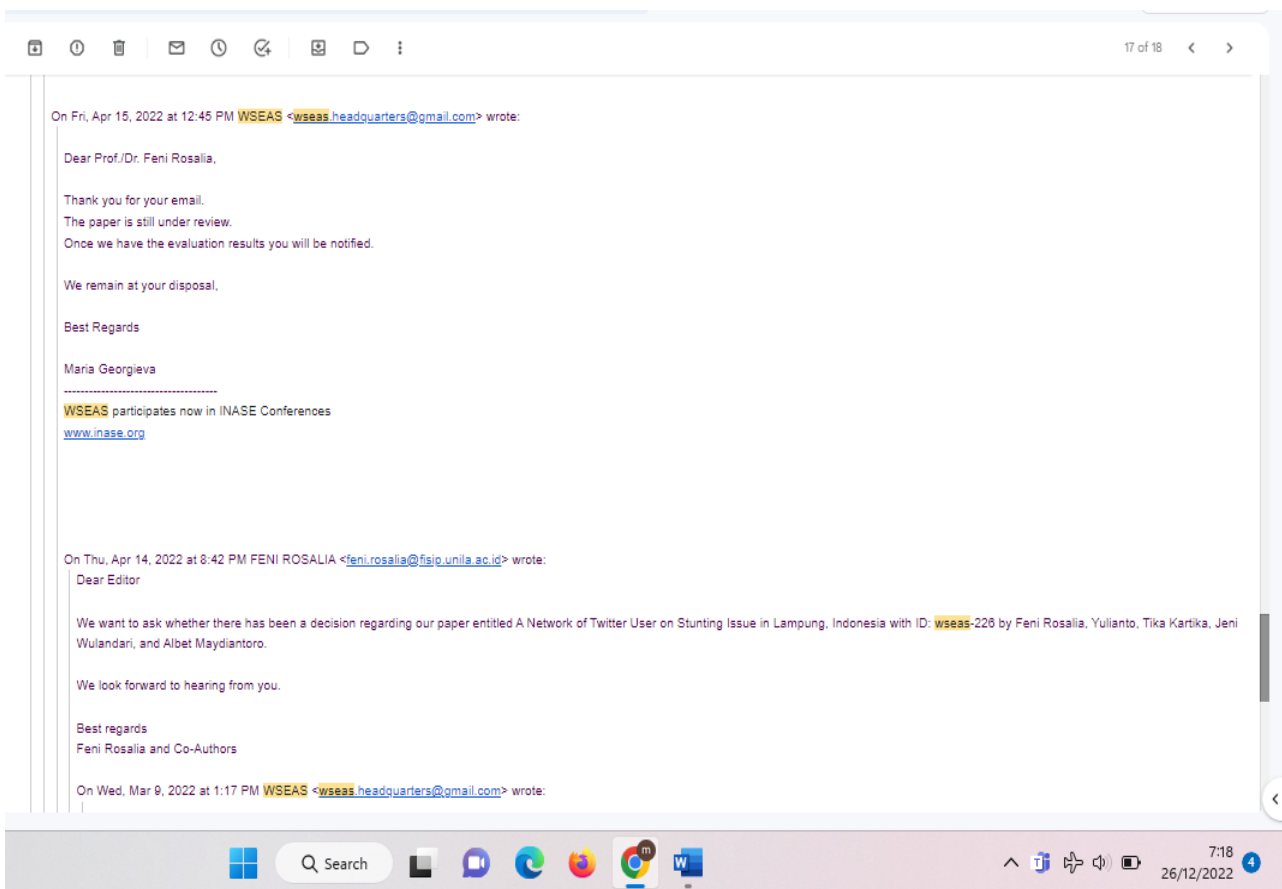 17 of 18
On Fri, Apr 15, 2022 at 12:45 PM WSEAS <wseas.headquarters@gmail.com> wrote:
Dear Prof./Dr. Feni Rosalia,
Thank you for your email.
The paper is still under review.
Once we have the evaluation results you will be notified.
We remain at your disposal,
Best Regards
Maria Georgieva
-------------------------------------
WSEAS participates now in INASE Conferences
www.inase.org
On Thu, Apr 14, 2022 at 8:42 PM FENI ROSALIA <feni.rosalia@fisip.unila.ac.id> wrote:
Dear Editor
We want to ask whether there has been a decision regarding our paper entitled A Network of Twitter User on Stunting Issue in Lampung, Indonesia with ID: wseas-226 by Feni Rosalia, Yulianto, Tika Kartika, Jeni
Wulandari, and Albet Maydiantoro.
We look forward to hearing from you.
Best regards
Feni Rosalia and Co-Authors
On Wed, Mar 9, 2022 at 1:17 PM WSEAS <wseas.headquarters@gmail.com> wrote:
Search
m
W
7:18
26/12/2022
4